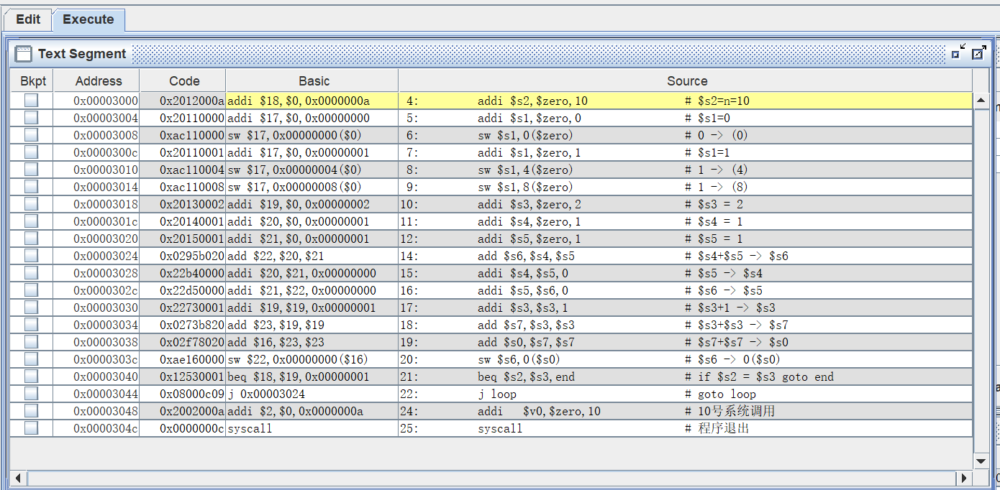 Edit Execute
Text Segment
Bkpt Address Code Basic Source
0x00003000 0x2012000a addi $18,$0,0x0000000a 4: addi $s2,$zero,10 # $s2=n=10
0x00003004 0x20110000 addi $17,$0,0x00000000 5: addi $s1,$zero,0 # $s1=0
0x00003008 0xac110000 sw $17,0x00000000($0) 6: sw $s1,0($zero) # 0 -> (0)
0x0000300c 0x20110001 addi $17,$0,0x00000001 7: addi $s1,$zero,1 # $s1=1
0x00003010 0xac110004 sw $17,0x00000004($0) 8: sw $s1,4($zero) # 1 -> (4)
0x00003014 0xac110008 sw $17,0x00000008($0) 9: sw $s1,8($zero) # 1 -> (8)
0x00003018 0x20130002 addi $19,$0,0x00000002 10: addi $s3,$zero,2 # $s3 = 2
0x0000301c 0x20140001 addi $20,$0,0x00000001 11: addi $s4,$zero,1 # $s4 = 1
0x00003020 0x20150001 addi $21,$0,0x00000001 12: addi $s5,$zero,1 # $s5 = 1
0x00003024 0x0295b020 add $22,$20,$21 14: add $s6,$s4,$s5 # $s4+$s5 -> $s6
0x00003028 0x22b40000 addi $20,$21,0x00000000 15: addi $s4,$s5,0 # $s5 -> $s4
0x0000302c 0x22d50000 addi $21,$22,0x00000000 16: addi $s5,$s6,0 # $s6 -> $s5
0x00003030 0x22730001 addi $19,$19,0x00000001 17: addi $s3,$s3,1 # $s3+1 -> $s3
0x00003034 0x0273b820 add $23,$19,$19 18: add $s7,$s3,$s3 # $s3+$s3 -> $s7
0x00003038 0x02f78020 add $16,$23,$23 19: add $s0,$s7,$s7 # $s7+$s7 -> $s0
0x0000303c 0xae160000 sw $22,0x00000000($16) 20: sw $s6,0($s0) # $s6 -> 0($s0)
0x00003040 0x12530001 beq $18,$19,0x00000001 21: beq $s2,$s3,end # if $s2 = $s3 goto end
0x00003044 0x08000c09 j 0x00003024 22: j loop # goto loop
0x00003048 0x2002000a addi $2,$0,0x0000000a 24: addi $v0,$zero,10 # 10号系统调用
0x0000304c 0x0000000c syscall 25: syscall # 程序退出